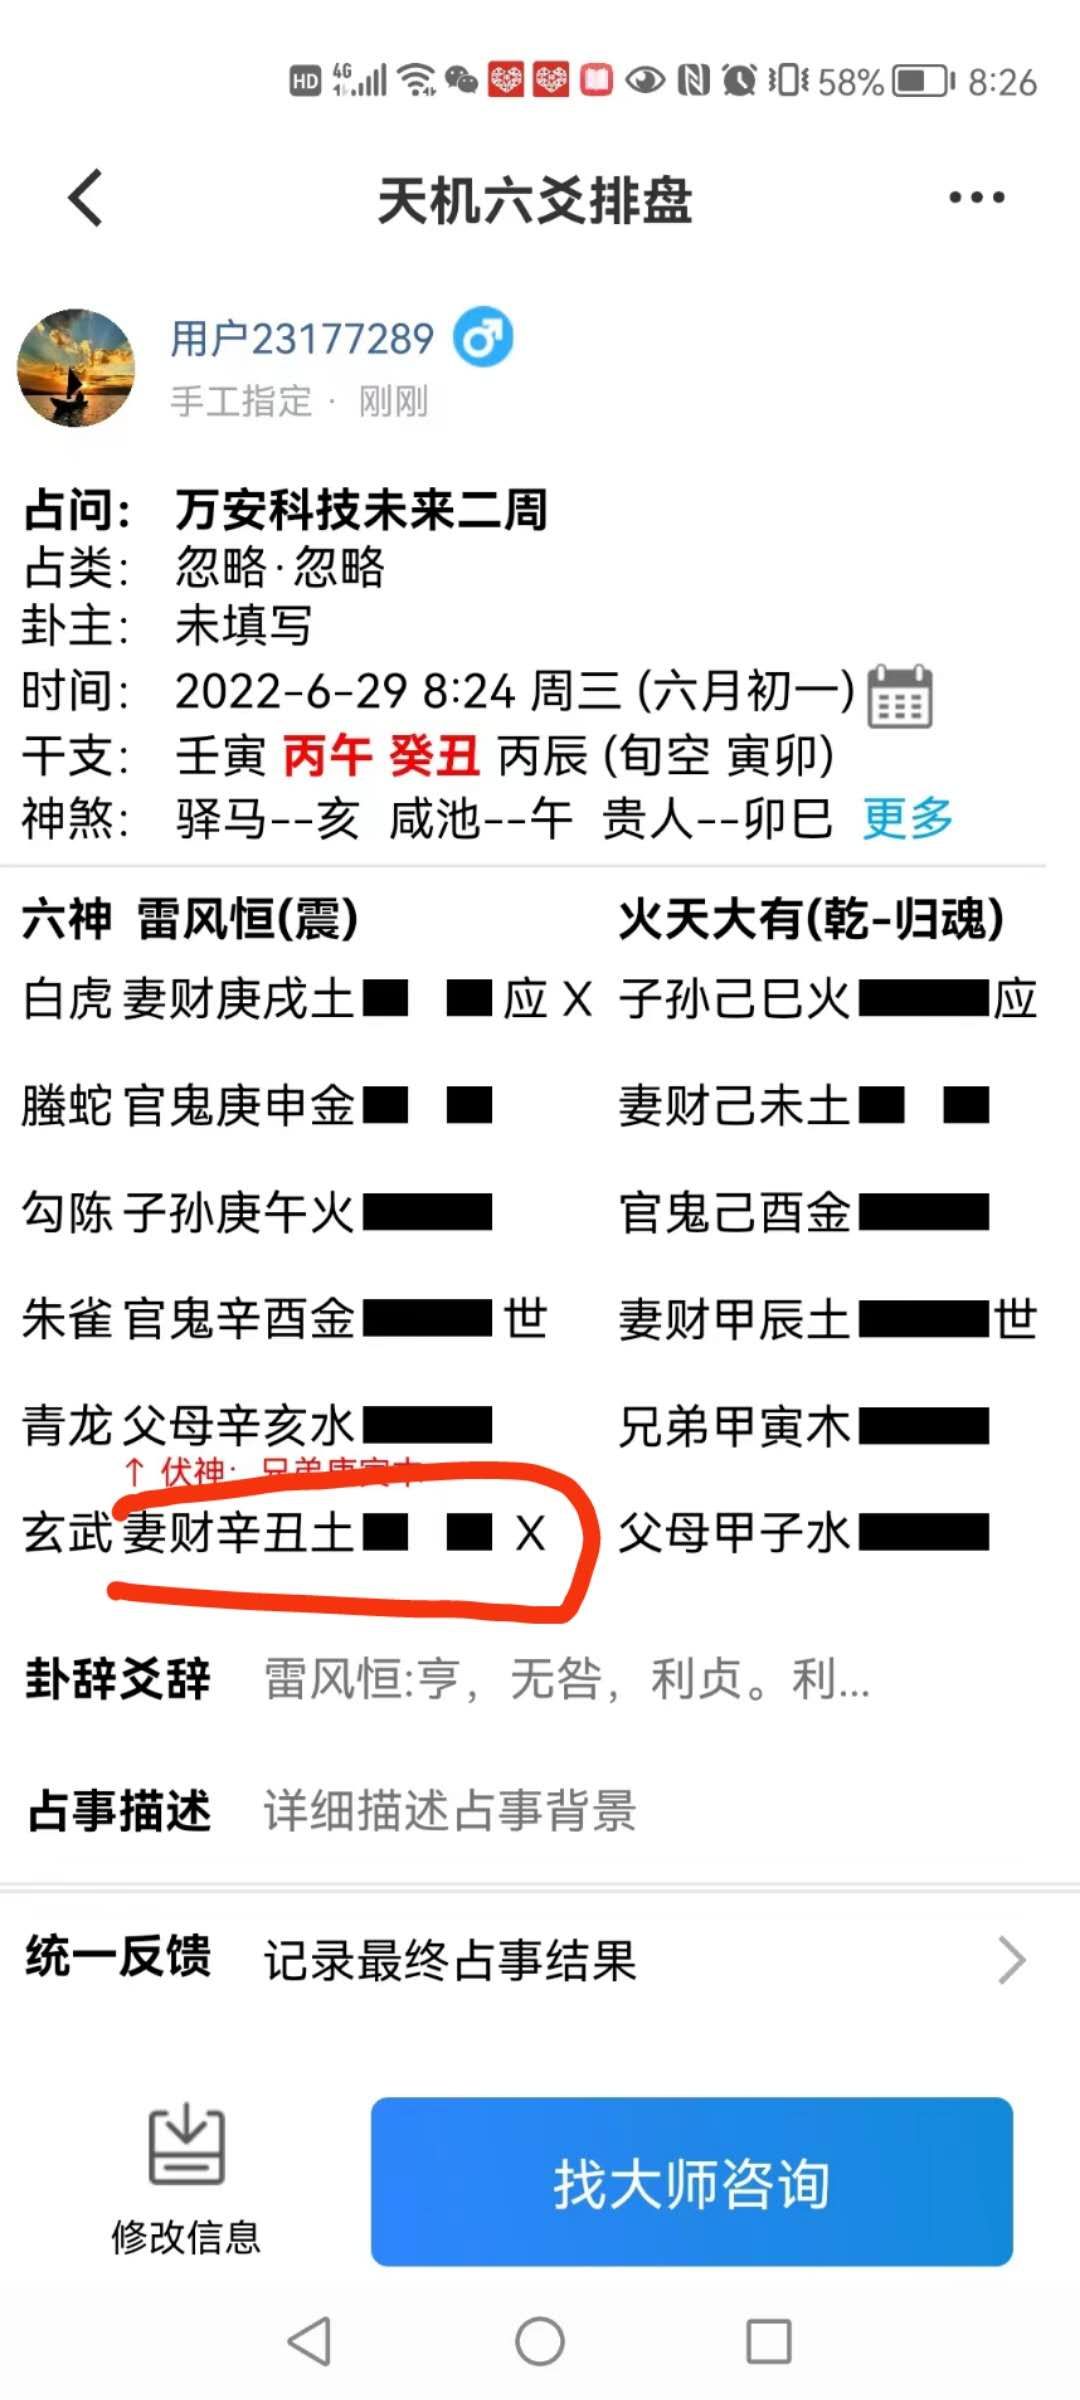 HD 4G 58% 8:26
天机六爻排盘
用户23177289
手工指定 · 刚刚
占问： 万安科技未来二周
占类： 忽略·忽略
卦主： 未填写
时间： 2022-6-29 8:24 周三 (六月初一)
干支： 壬寅 丙午 癸丑 丙辰 (旬空 寅卯)
神煞： 驿马--亥 咸池--午 贵人--卯巳 更多
六神 雷风恒(震) 火天大有(乾-归魂)
白虎 妻财庚戌土 应 X 子孙己巳火 应
螣蛇 官鬼庚申金 妻财己未土
勾陈 子孙庚午火 官鬼己酉金
朱雀 官鬼辛酉金 世 妻财甲辰土 世
青龙 父母辛亥水 兄弟甲寅木
↑ 伏神： 兄弟庚寅木
玄武 妻财辛丑土 X 父母甲子水
卦辞爻辞 雷风恒:亨，无咎，利贞。利...
占事描述 详细描述占事背景
统一反馈 记录最终占事结果
修改信息
找大师咨询